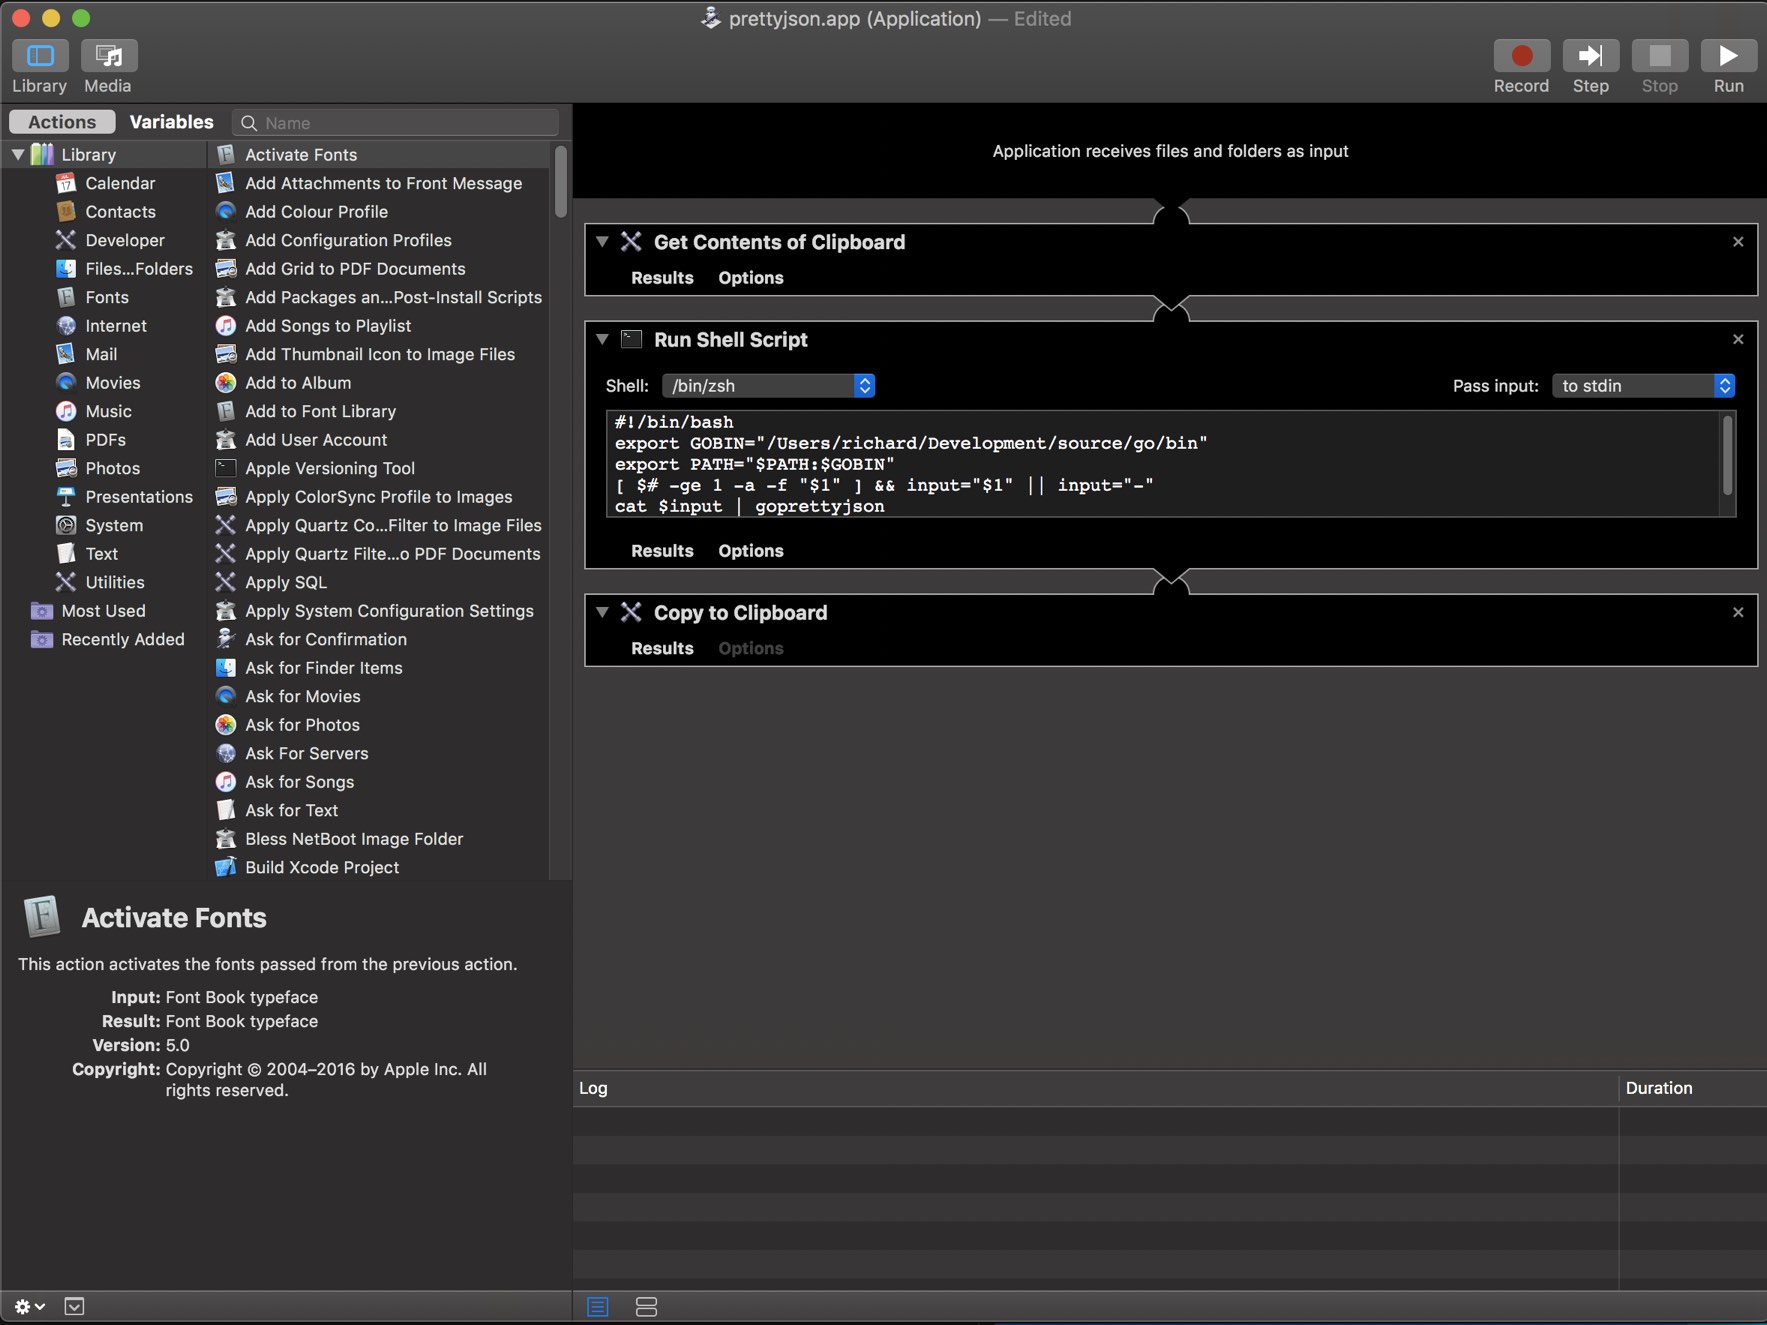 prettyjson.app (Application) — Edited
Library
Media
Record
Step
Stop
Run
Actions
Variables
Name
Library
Calendar
Contacts
Developer
Files...Folders
Fonts
Internet
Mail
Movies
Music
PDFs
Photos
Presentations
System
Text
Utilities
Most Used
Recently Added
Activate Fonts
Add Attachments to Front Message
Add Colour Profile
Add Configuration Profiles
Add Grid to PDF Documents
Add Packages an...Post-Install Scripts
Add Songs to Playlist
Add Thumbnail Icon to Image Files
Add to Album
Add to Font Library
Add User Account
Apple Versioning Tool
Apply ColorSync Profile to Images
Apply Quartz Co...Filter to Image Files
Apply Quartz Filte...o PDF Documents
Apply SQL
Apply System Configuration Settings
Ask for Confirmation
Ask for Finder Items
Ask for Movies
Ask for Photos
Ask For Servers
Ask for Songs
Ask for Text
Bless NetBoot Image Folder
Build Xcode Project
Activate Fonts
This action activates the fonts passed from the previous action.
Input: Font Book typeface
Result: Font Book typeface
Version: 5.0
Copyright: Copyright © 2004–2016 by Apple Inc. All
rights reserved.
Application receives files and folders as input
Get Contents of Clipboard
Results Options
Run Shell Script
Shell: /bin/zsh
Pass input: to stdin
#!/bin/bash
export GOBIN="/Users/richard/Development/source/go/bin"
export PATH="$PATH:$GOBIN"
[ $# -ge 1 -a -f "$1" ] && input="$1" || input="-"
cat $input | goprettyjson
Results Options
Copy to Clipboard
Results Options
Log
Duration